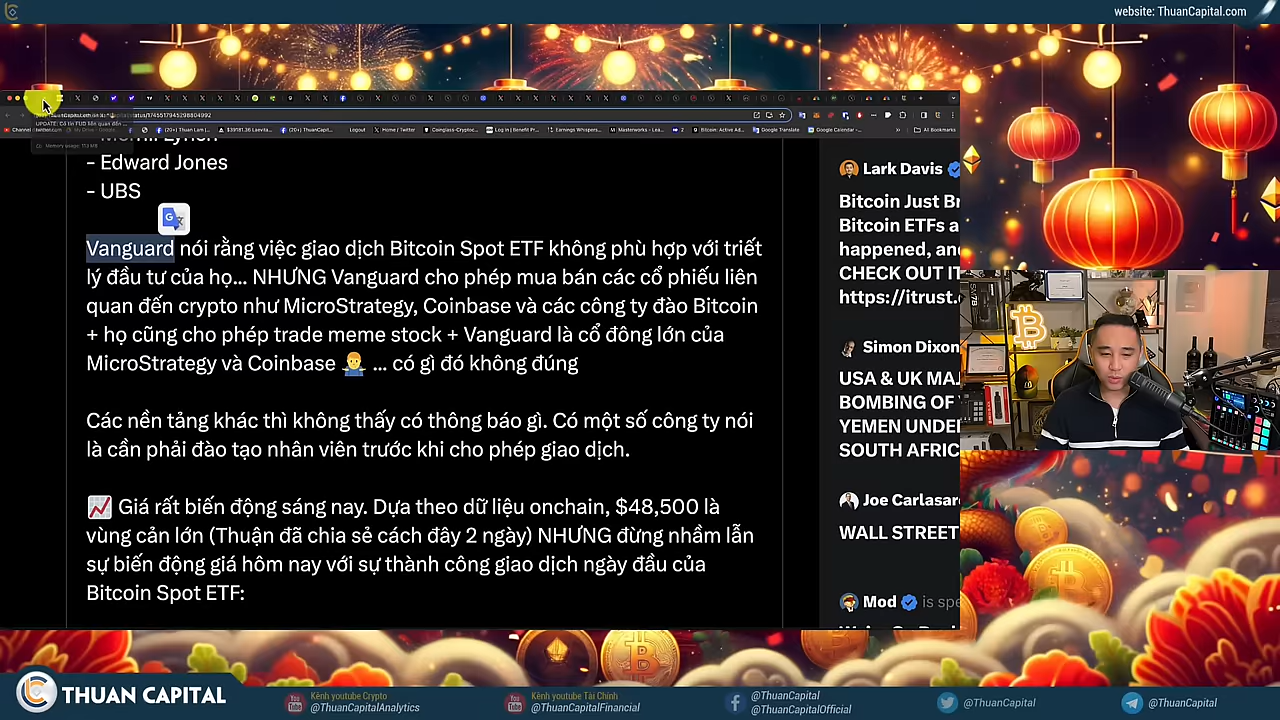 website: ThuanCapital.com
- Edward Jones
- UBS
Vanguard nói rằng việc giao dịch Bitcoin Spot ETF không phù hợp với triết
lý đầu tư của họ... NHƯNG Vanguard cho phép mua bán các cổ phiếu liên
quan đến crypto như MicroStrategy, Coinbase và các công ty đào Bitcoin
+ họ cũng cho phép trade meme stock + Vanguard là cổ đông lớn của
MicroStrategy và Coinbase 🤷‍♂️ ... có gì đó không đúng
Các nền tảng khác thì không thấy có thông báo gì. Có một số công ty nói
là cần phải đào tạo nhân viên trước khi cho phép giao dịch.
📈 Giá rất biến động sáng nay. Dựa theo dữ liệu onchain, $48,500 là
vùng cản lớn (Thuận đã chia sẻ cách đây 2 ngày) NHƯNG đừng nhầm lẫn
sự biến động giá hôm nay với sự thành công giao dịch ngày đầu của
Bitcoin Spot ETF:
Lark Davis
Bitcoin Just Br
Bitcoin ETFs a
happened, and
CHECK OUT IT
https://itrust.
Simon Dixon
USA & UK MA
BOMBING OF
YEMEN UNDE
SOUTH AFRIC
Joe Carlasar
WALL STREET
Mod is spe
THUAN CAPITAL
Kênh youtube Crypto
@ThuanCapitalAnalytics
Kênh youtube Tài Chính
@ThuanCapitalFinancial
@ThuanCapital
@ThuanCapitalOfficial
@ThuanCapital
@ThuanCapital